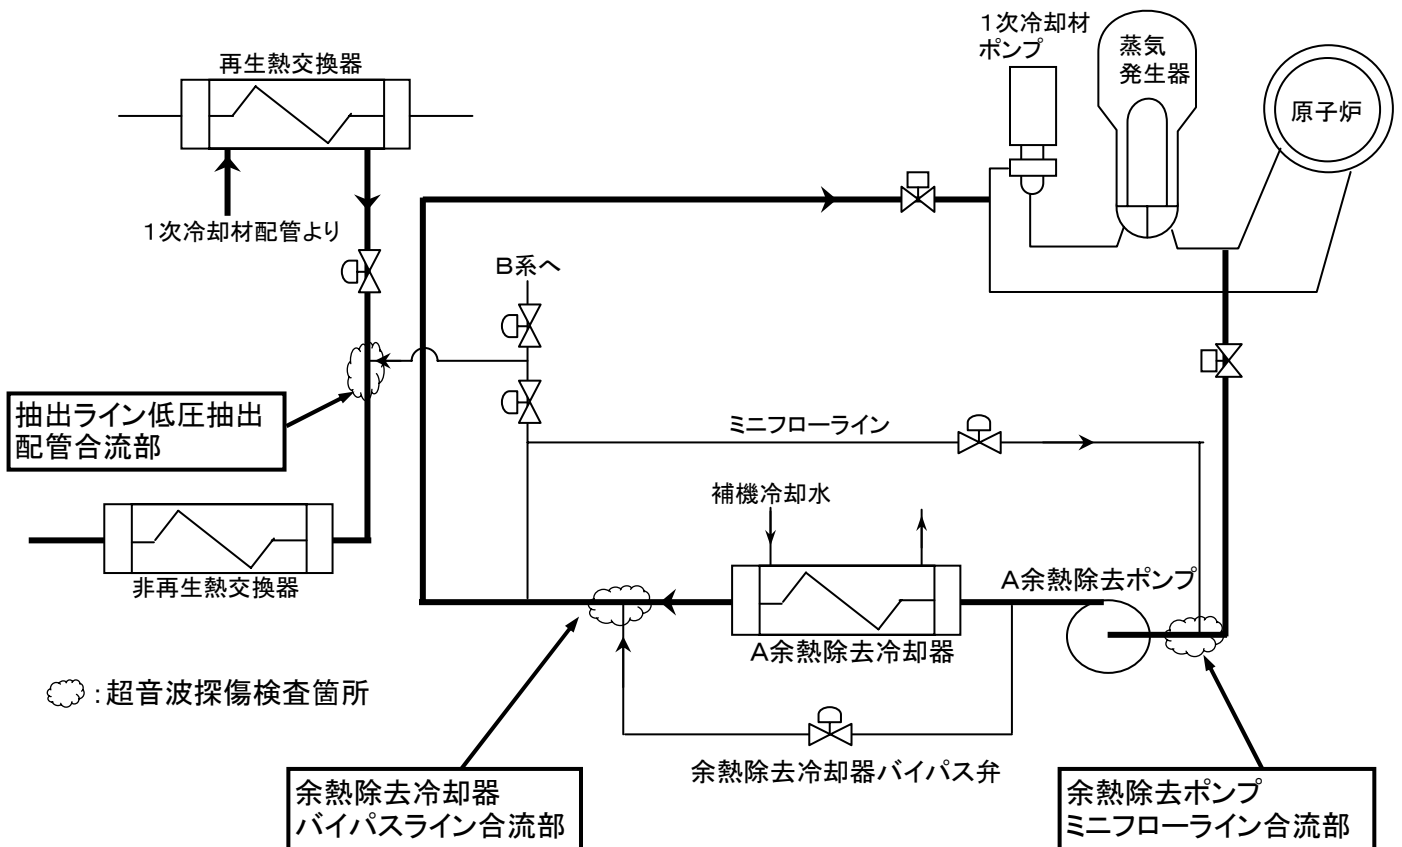 再生熱交換器
1次冷却材
ポンプ
蒸気
発生器
原子炉
1次冷却材配管より
B系へ
抽出ライン低圧抽出
配管合流部
ミニフローライン
補機冷却水
非再生熱交換器
A余熱除去ポンプ
A余熱除去冷却器
:超音波探傷検査箇所
余熱除去冷却器バイパス弁
余熱除去冷却器
バイパスライン合流部
余熱除去ポンプ
ミニフローライン合流部